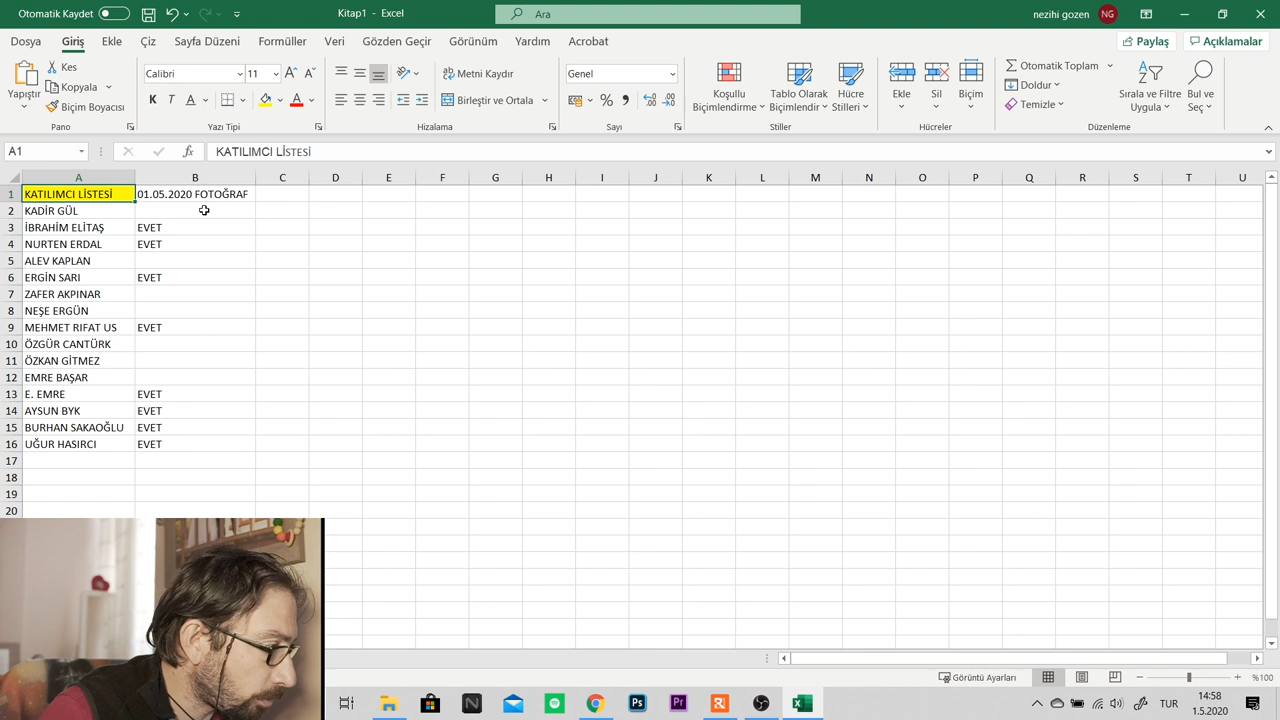 Otomatik Kaydet
Kitap1 - Excel
Ara
nezihi gozen
NG
Dosya
Giriş
Ekle
Çiz
Sayfa Düzeni
Formüller
Veri
Gözden Geçir
Görünüm
Yardım
Acrobat
Paylaş
Açıklamalar
Yapıştır
Kes
Kopyala
Biçim Boyacısı
Calibri
11
K T A
Metni Kaydır
Birleştir ve Ortala
Genel
Koşullu Biçimlendirme
Tablo Olarak Biçimlendir
Hücre Stilleri
Ekle
Sil
Biçim
Otomatik Toplam
Doldur
Temizle
Sırala ve Filtre Uygula
Bul ve Seç
Pano
Yazı Tipi
Hizalama
Sayı
Stiller
Hücreler
Düzenleme
A1
fx
KATILIMCI LİSTESİ
A B C D E F G H I J K L M N O P Q R S T U
1 KATILIMCI LİSTESİ 01.05.2020 FOTOĞRAF
2 KADİR GÜL
3 İBRAHİM ELİTAŞ EVET
4 NURTEN ERDAL EVET
5 ALEV KAPLAN
6 ERGİN SARI EVET
7 ZAFER AKPINAR
8 NEŞE ERGÜN
9 MEHMET RIFAT US EVET
10 ÖZGÜR CANTÜRK
11 ÖZKAN GİTMEZ
12 EMRE BAŞAR
13 E. EMRE EVET
14 AYSUN BYK EVET
15 BURHAN SAKAOĞLU EVET
16 UĞUR HASIRCI EVET
17
18
19
20
Görüntü Ayarları
%100
TUR
14:58
1.5.2020